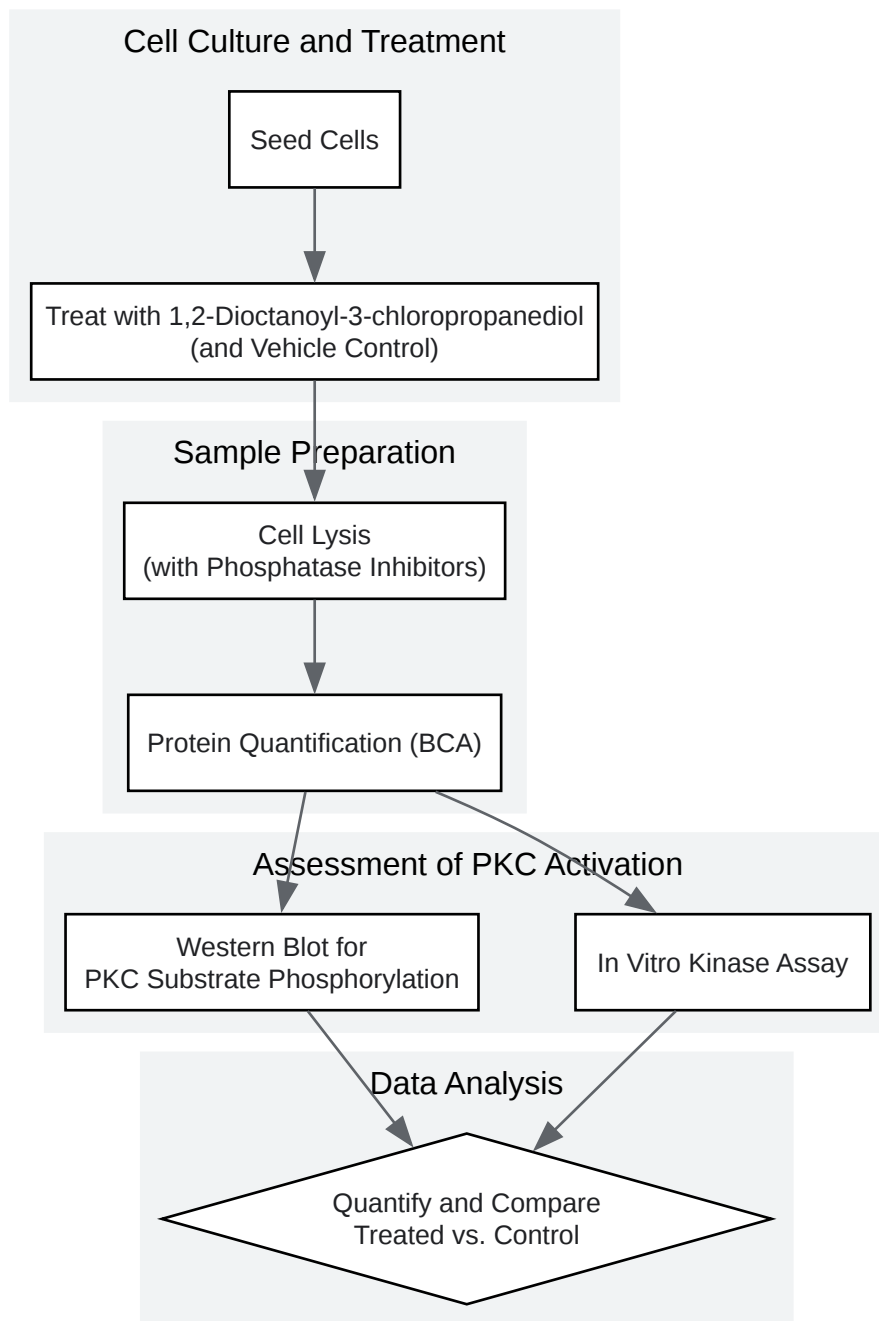 Cell Culture and Treatment
Seed Cells
Treat with 1,2-Dioctanoyl-3-chloropropanediol
(and Vehicle Control)
Sample Preparation
Cell Lysis
(with Phosphatase Inhibitors)
Protein Quantification (BCA)
Assessment of PKC Activation
Western Blot for
PKC Substrate Phosphorylation
In Vitro Kinase Assay
Data Analysis
Quantify and Compare
Treated vs. Control